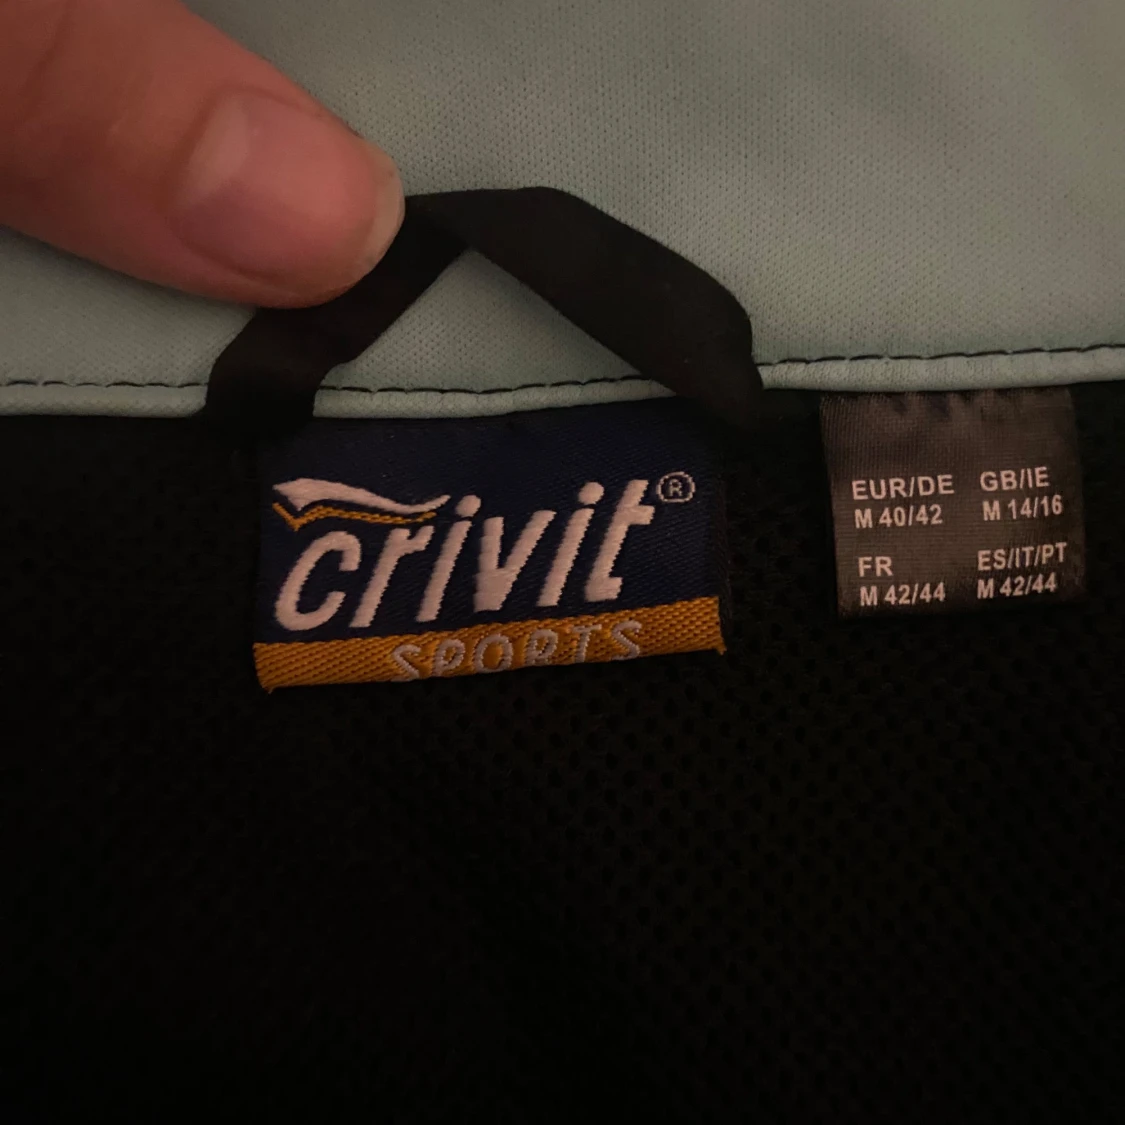 crivit®
SPORTS
EUR/DE GB/IE
M 40/42 M 14/16
FR ES/IT/PT
M 42/44 M 42/44